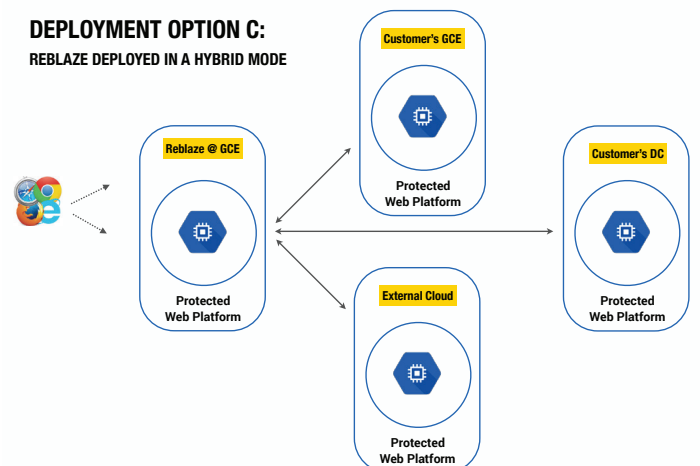 DEPLOYMENT OPTION C:
REBLAZE DEPLOYED IN A HYBRID MODE
Customer's GCE
Protected
Web Platform
Reblaze @ GCE
Protected
Web Platform
Customer's DC
Protected
Web Platform
External Cloud
Protected
Web Platform